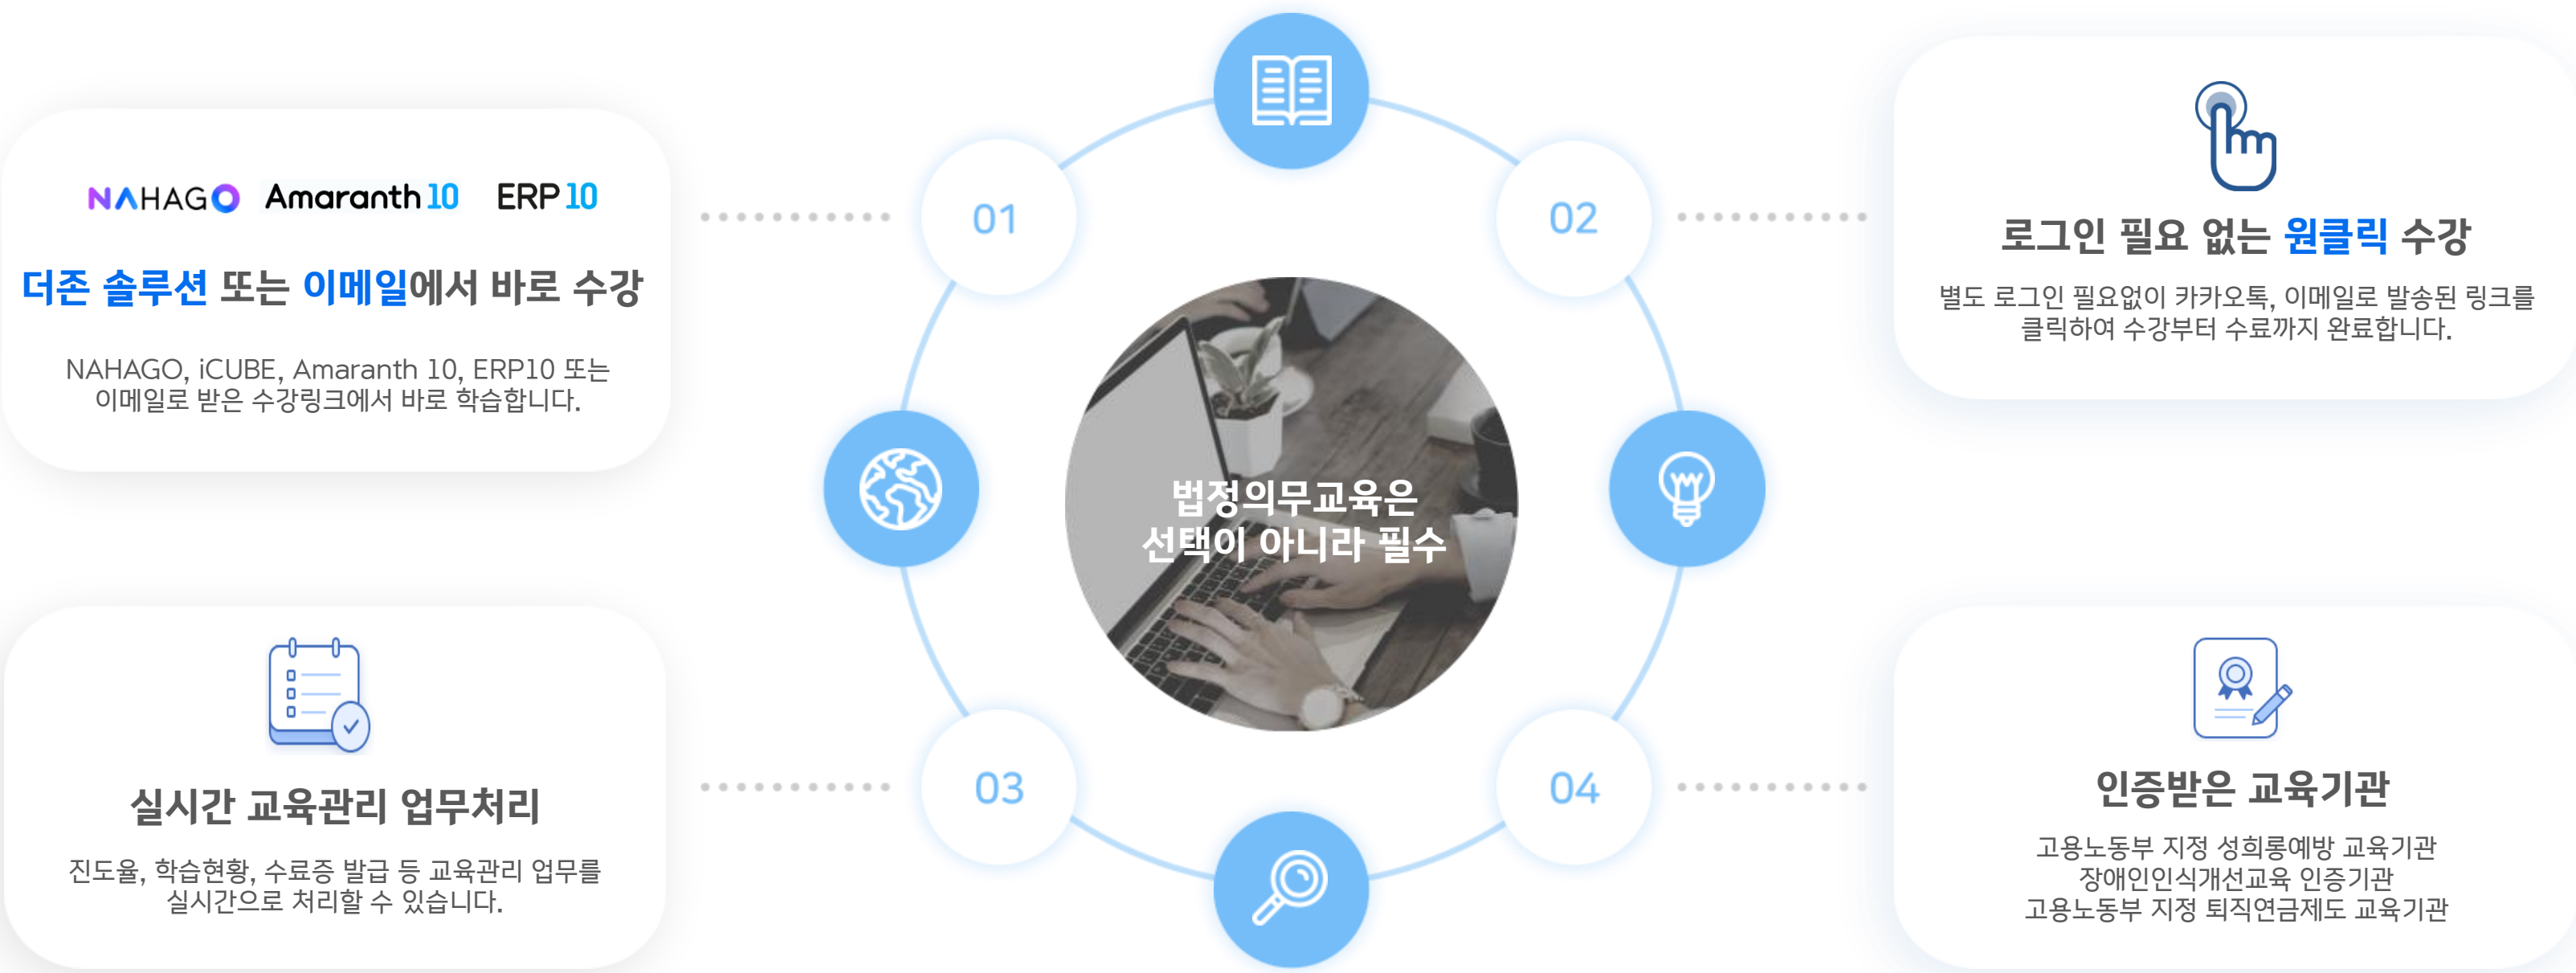 NAHAGO Amaranth 10 ERP 10
더존 솔루션 또는 이메일에서 바로 수강
NAHAGO, iCUBE, Amaranth 10, ERP10 또는
이메일로 받은 수강링크에서 바로 학습합니다.
01
02
로그인 필요 없는 원클릭 수강
별도 로그인 필요없이 카카오톡, 이메일로 발송된 링크를
클릭하여 수강부터 수료까지 완료합니다.
법정의무교육은
선택이 아니라 필수
실시간 교육관리 업무처리
진도율, 학습현황, 수료증 발급 등 교육관리 업무를
실시간으로 처리할 수 있습니다.
03
04
인증받은 교육기관
고용노동부 지정 성희롱예방 교육기관
장애인인식개선교육 인증기관
고용노동부 지정 퇴직연금제도 교육기관